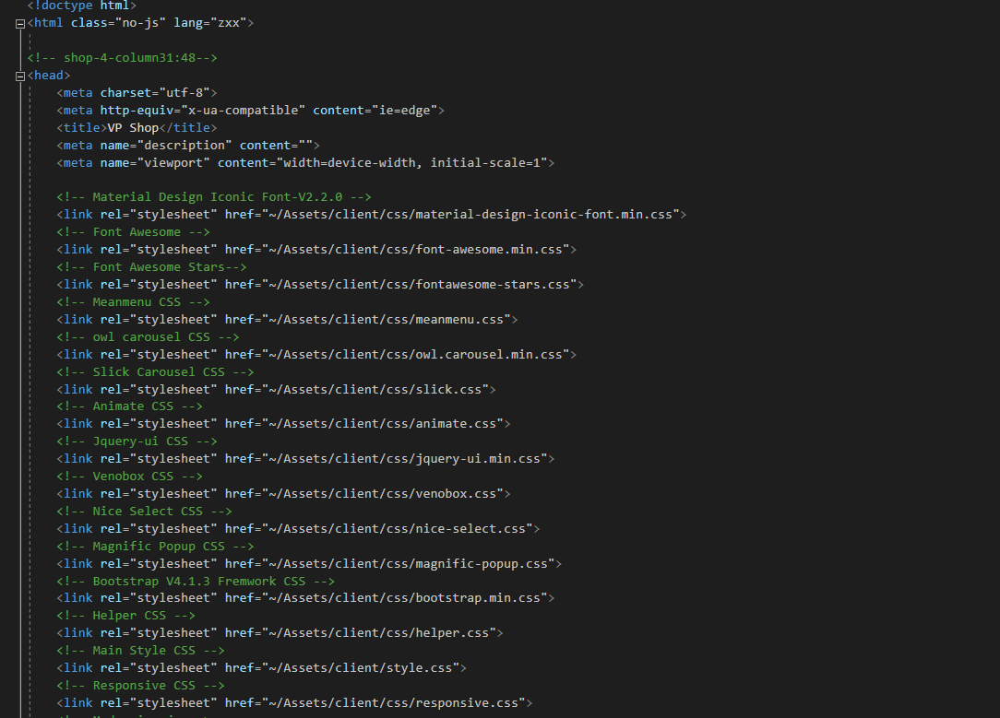 <!doctype html>
<html class="no-js" lang="zxx">
<!-- shop-4-column31:48-->
<head>
<meta charset="utf-8">
<meta http-equiv="x-ua-compatible" content="ie=edge">
<title>VP Shop</title>
<meta name="description" content="">
<meta name="viewport" content="width=device-width, initial-scale=1">
<!-- Material Design Iconic Font-V2.2.0 -->
<link rel="stylesheet" href="~/Assets/client/css/material-design-iconic-font.min.css">
<!-- Font Awesome -->
<link rel="stylesheet" href="~/Assets/client/css/font-awesome.min.css">
<!-- Font Awesome Stars-->
<link rel="stylesheet" href="~/Assets/client/css/fontawesome-stars.css">
<!-- Meanmenu CSS -->
<link rel="stylesheet" href="~/Assets/client/css/meanmenu.css">
<!-- owl carousel CSS -->
<link rel="stylesheet" href="~/Assets/client/css/owl.carousel.min.css">
<!-- Slick Carousel CSS -->
<link rel="stylesheet" href="~/Assets/client/css/slick.css">
<!-- Animate CSS -->
<link rel="stylesheet" href="~/Assets/client/css/animate.css">
<!-- Jquery-ui CSS -->
<link rel="stylesheet" href="~/Assets/client/css/jquery-ui.min.css">
<!-- Venobox CSS -->
<link rel="stylesheet" href="~/Assets/client/css/venobox.css">
<!-- Nice Select CSS -->
<link rel="stylesheet" href="~/Assets/client/css/nice-select.css">
<!-- Magnific Popup CSS -->
<link rel="stylesheet" href="~/Assets/client/css/magnific-popup.css">
<!-- Bootstrap V4.1.3 Fremwork CSS -->
<link rel="stylesheet" href="~/Assets/client/css/bootstrap.min.css">
<!-- Helper CSS -->
<link rel="stylesheet" href="~/Assets/client/css/helper.css">
<!-- Main Style CSS -->
<link rel="stylesheet" href="~/Assets/client/style.css">
<!-- Responsive CSS -->
<link rel="stylesheet" href="~/Assets/client/css/responsive.css">